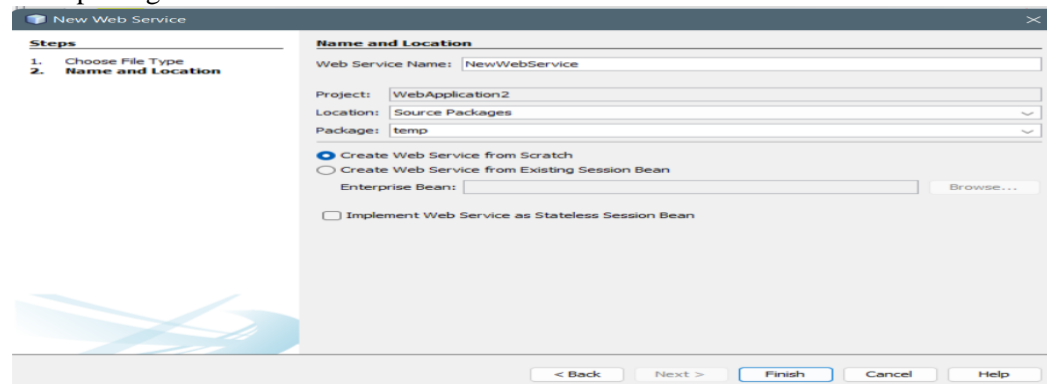 New Web Service
Steps
1. Choose File Type
2. Name and Location
Name and Location
Web Service Name: NewWebService
Project: WebApplication2
Location: Source Packages
Package: temp
Create Web Service from Scratch
Create Web Service from Existing Session Bean
Enterprise Bean: Browse...
Implement Web Service as Stateless Session Bean
< Back Next > Finish Cancel Help